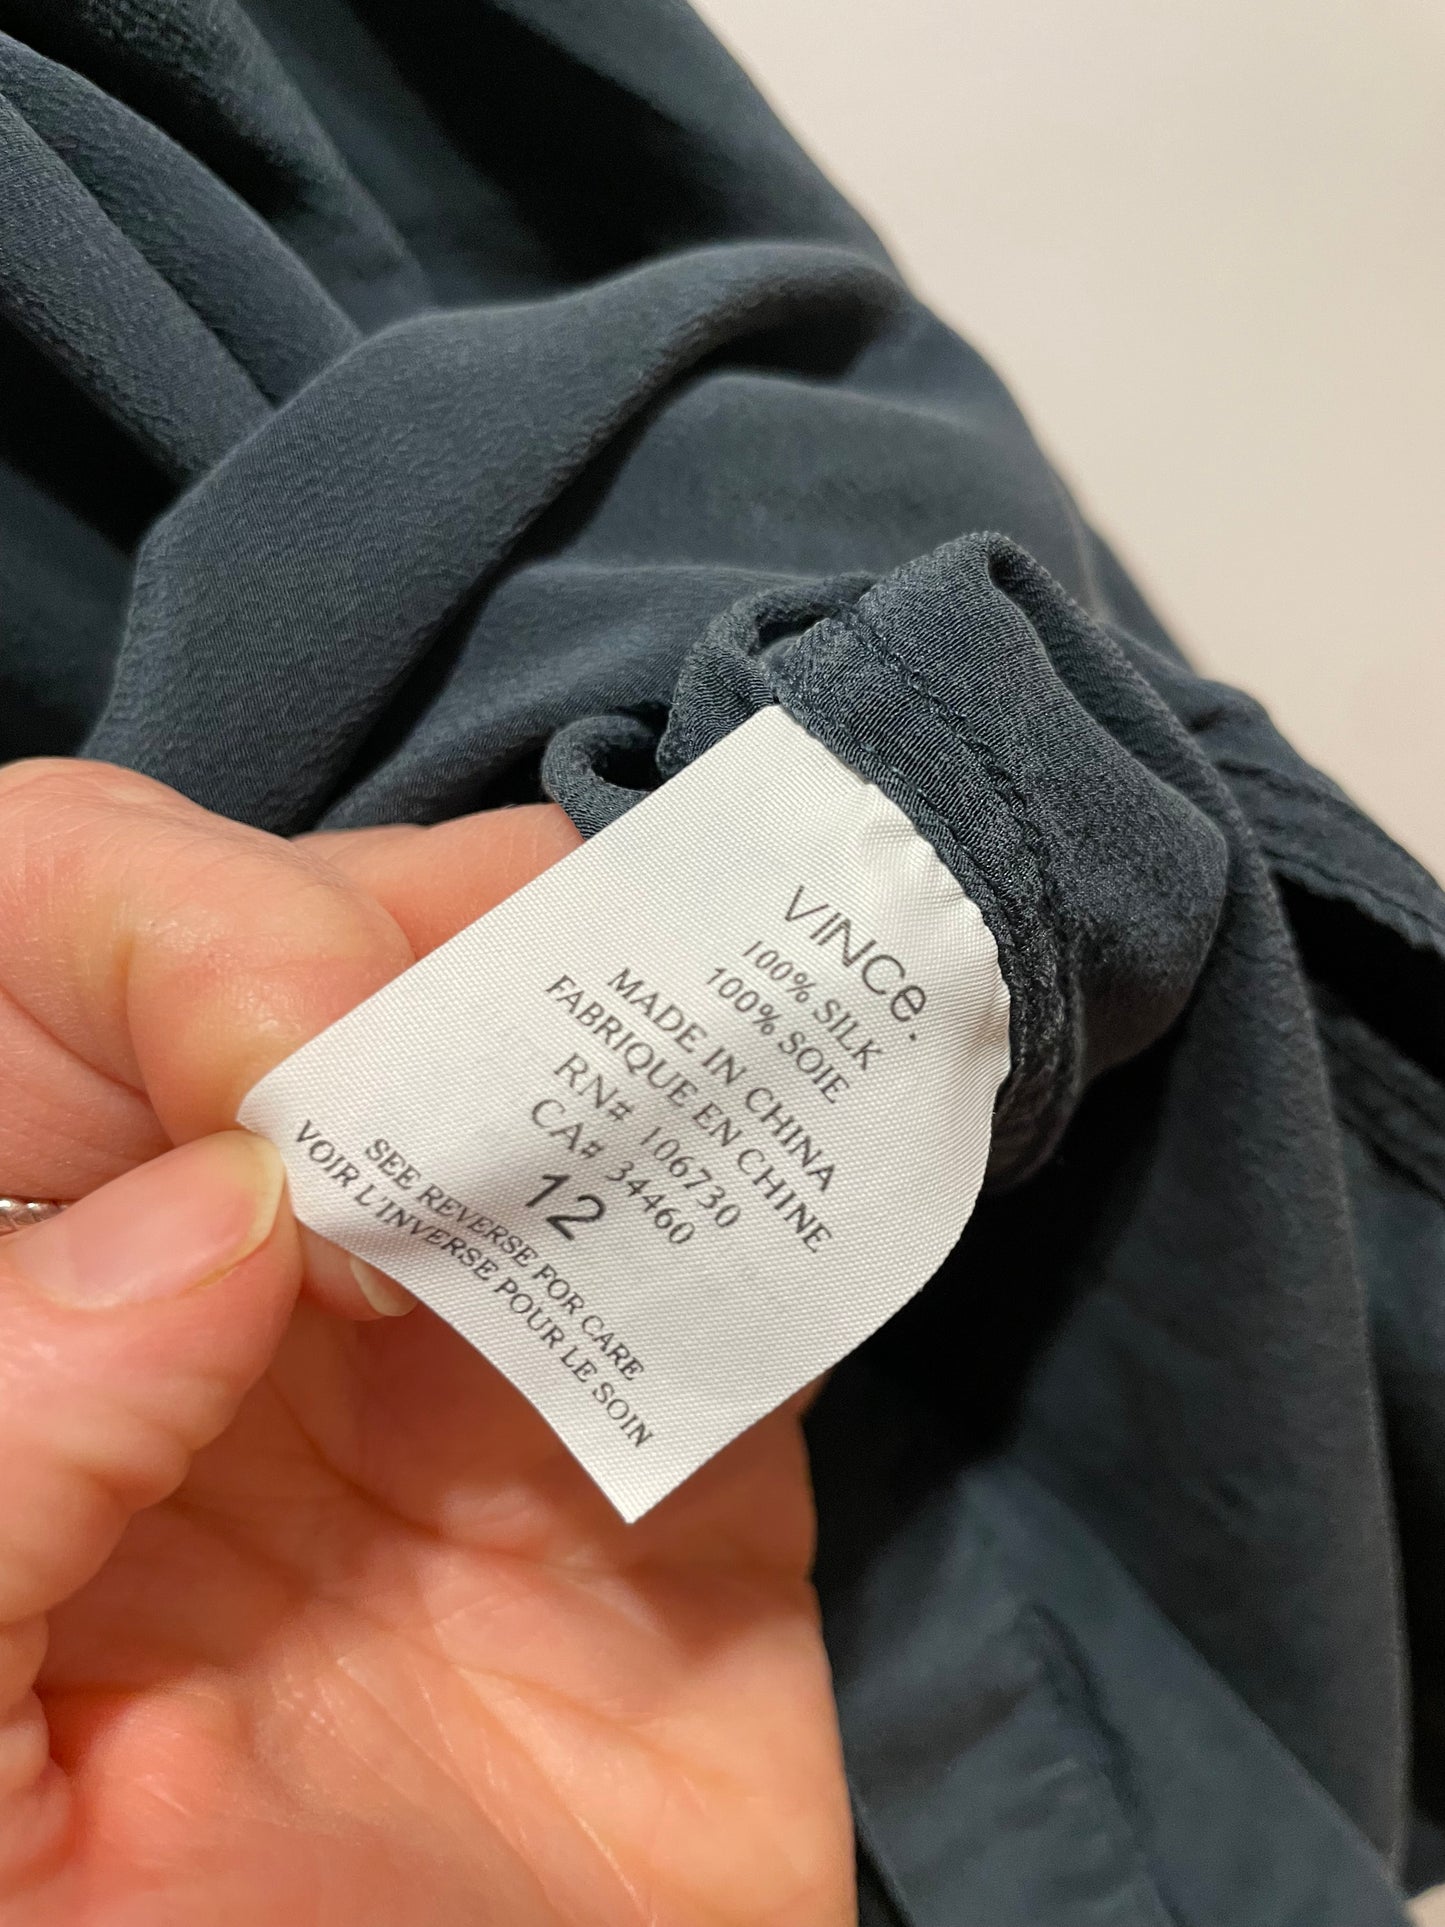 VINCe.
100% SILK
100% SOIE
MADE IN CHINA
FABRIQUE EN CHINE
RN# 106730
CA# 34460
12
SEE REVERSE FOR CARE
VOIR L'INVERSE POUR LE SOIN